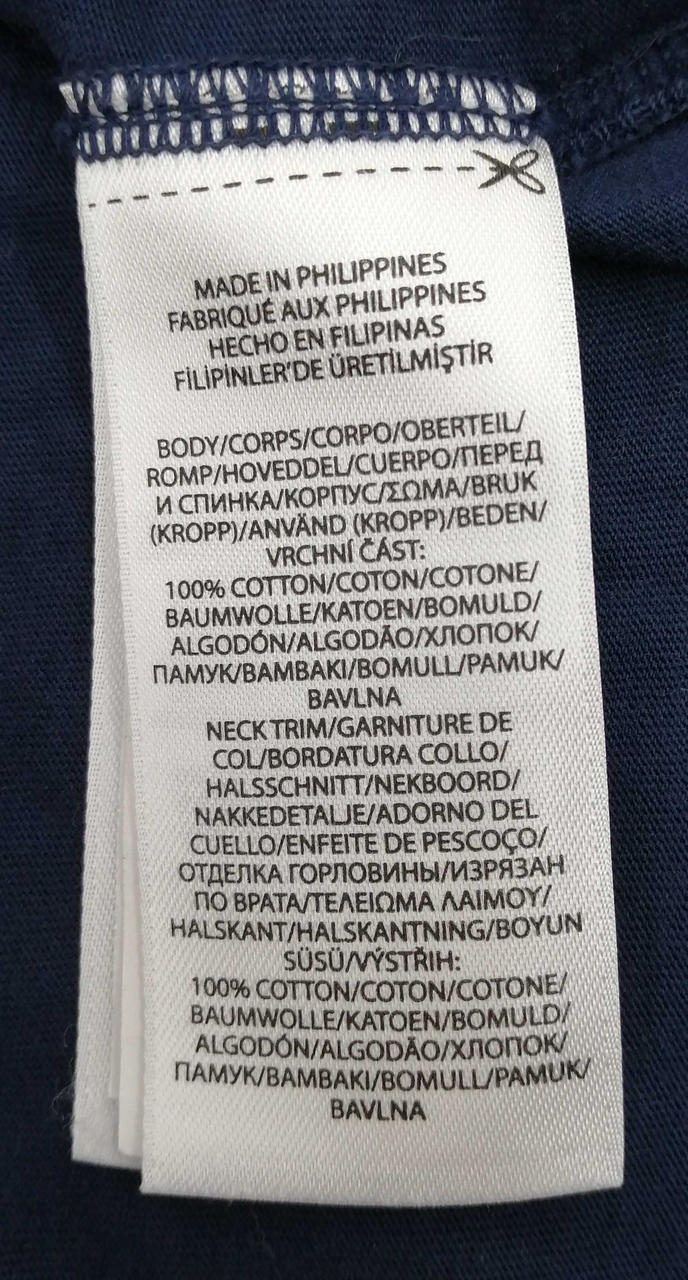 MADE IN PHILIPPINES
FABRIQUÉ AUX PHILIPPINES
HECHO EN FILIPINAS
FİLİPİNLER'DE ÜRETİLMİŞTİR
BODY/CORPS/CORPO/OBERTEIL/
ROMP/HOVEDDEL/CUERPO/ПЕРЕД
И СПИНКА/КОРПУС/ΣΩΜΑ/BRUK
(KROPP)/ANVÄND (KROPP)/BEDEN/
VRCHNÍ ČÁST:
100% COTTON/COTON/COTONE/
BAUMWOLLE/KATOEN/BOMULD/
ALGODÓN/ALGODÃO/ХЛОПОК/
ПАМУК/ΒΑΜΒΑΚΙ/BOMULL/PAMUK/
BAVLNA
NECK TRIM/GARNITURE DE
COL/BORDATURA COLLO/
HALSSCHNITT/NEKBOORD/
NAKKEDETALJE/ADORNO DEL
CUELLO/ENFEITE DE PESCOÇO/
ОТДЕЛКА ГОРЛОВИНЫ/ИЗРЯЗАН
ПО ВРАТА/ΤΕΛΕΙΩΜΑ ΛΑΙΜΟΥ/
HALSKANT/HALSKANTNING/BOYUN
SÜSÜ/VÝSTŘIH:
100% COTTON/COTON/COTONE/
BAUMWOLLE/KATOEN/BOMULD/
ALGODÓN/ALGODÃO/ХЛОПОК/
ПАМУК/ΒΑΜΒΑΚΙ/BOMULL/PAMUK/
BAVLNA